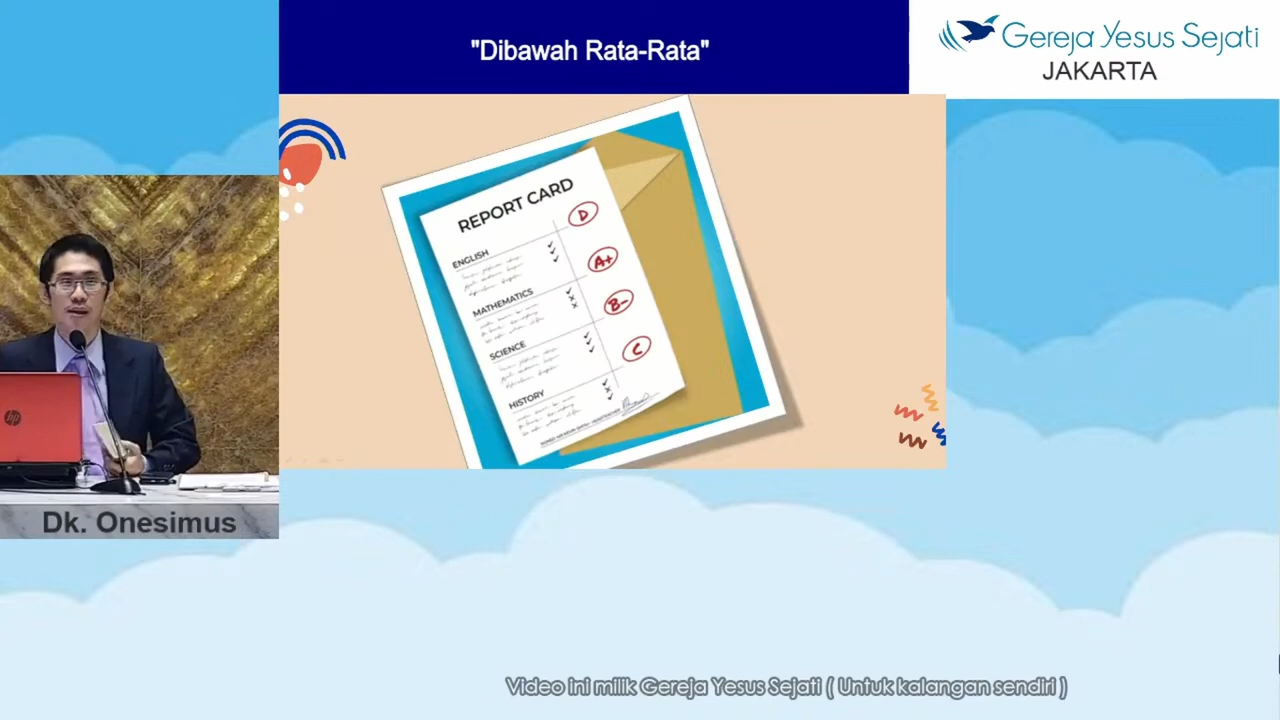 "Dibawah Rata-Rata"
Gereja Yesus Sejati
JAKARTA
REPORT CARD
D
ENGLISH
A+
MATHEMATICS
B-
SCIENCE
C
HISTORY
hp
Dk. Onesimus
Video ini milik Gereja Yesus Sejati ( Untuk kalangan sendiri )